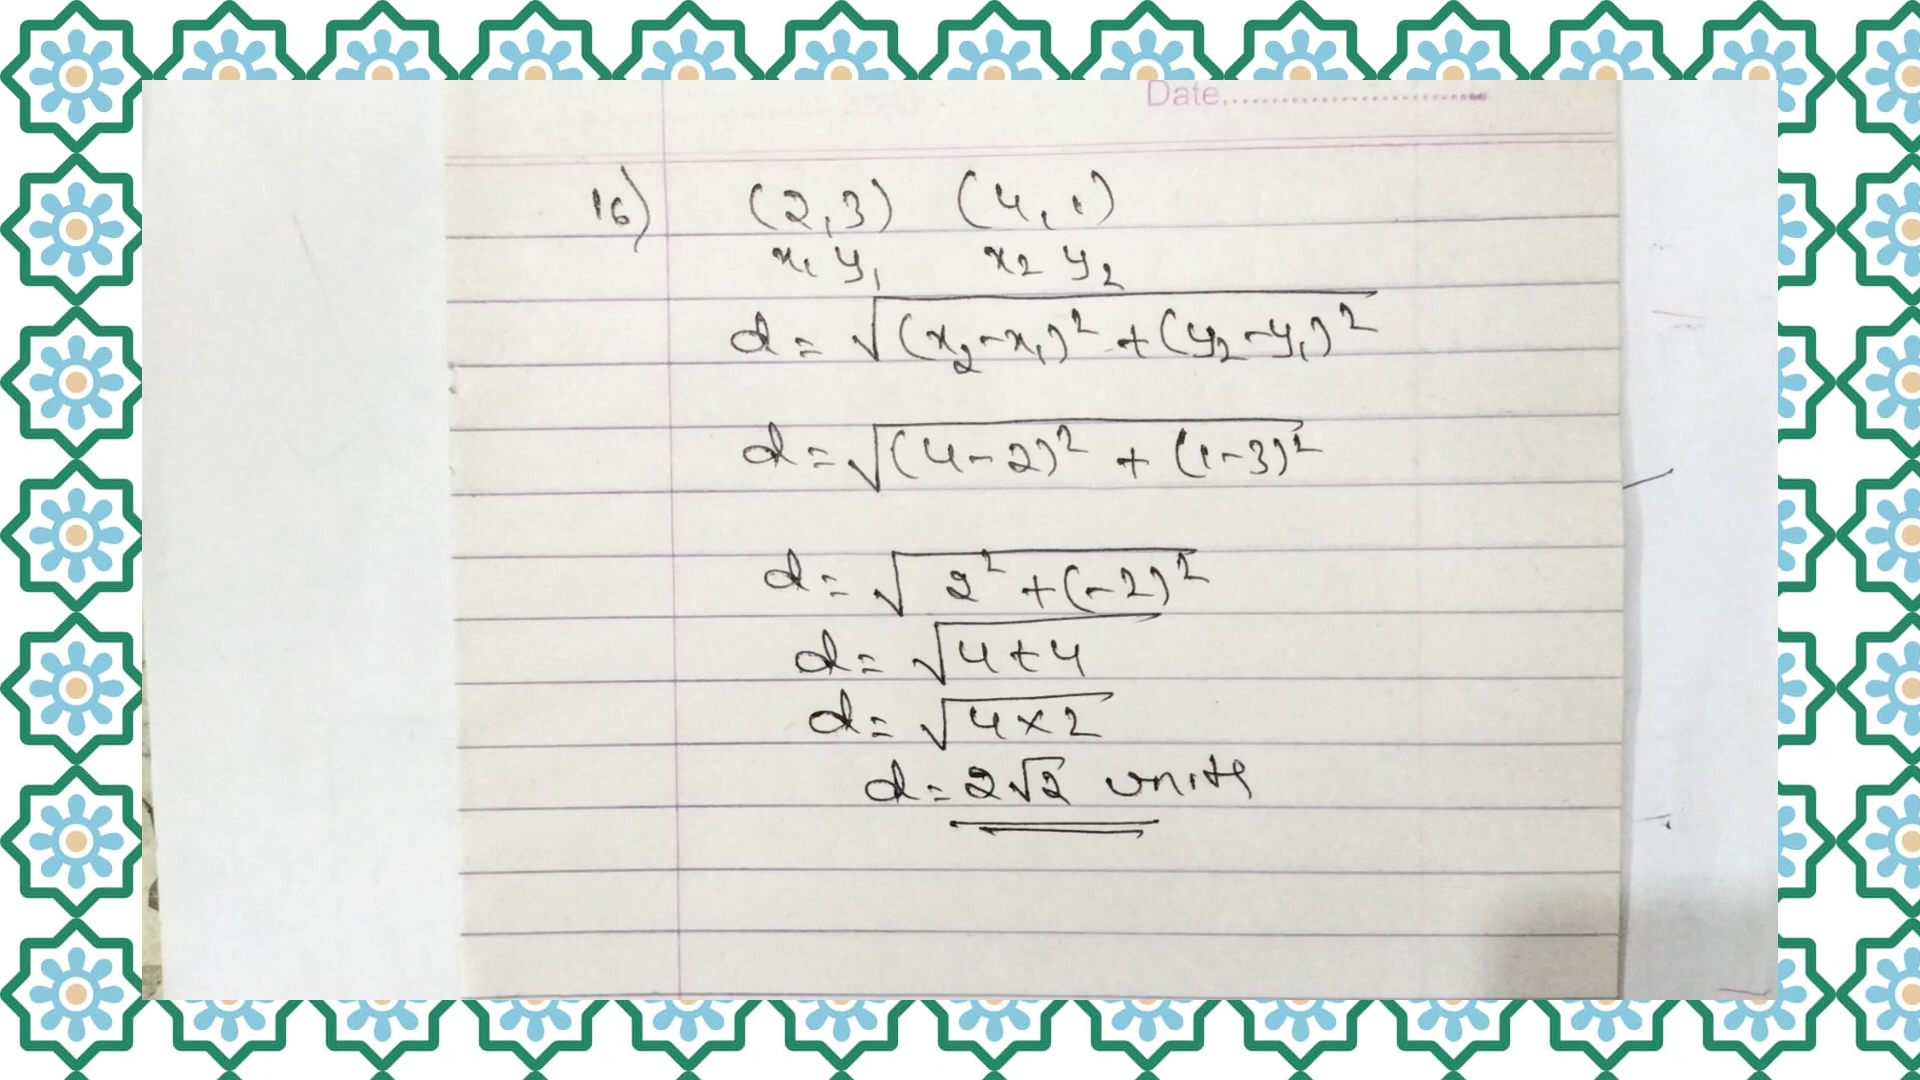 Date..............................
16) (2,3) (4,1)
x₁ y₁ x₂ y₂
d = √(x₂-x₁)² + (y₂-y₁)²
d = √(4-2)² + (1-3)²
d = √2² + (-2)²
d = √4+4
d = √4×2
d = 2√2 units